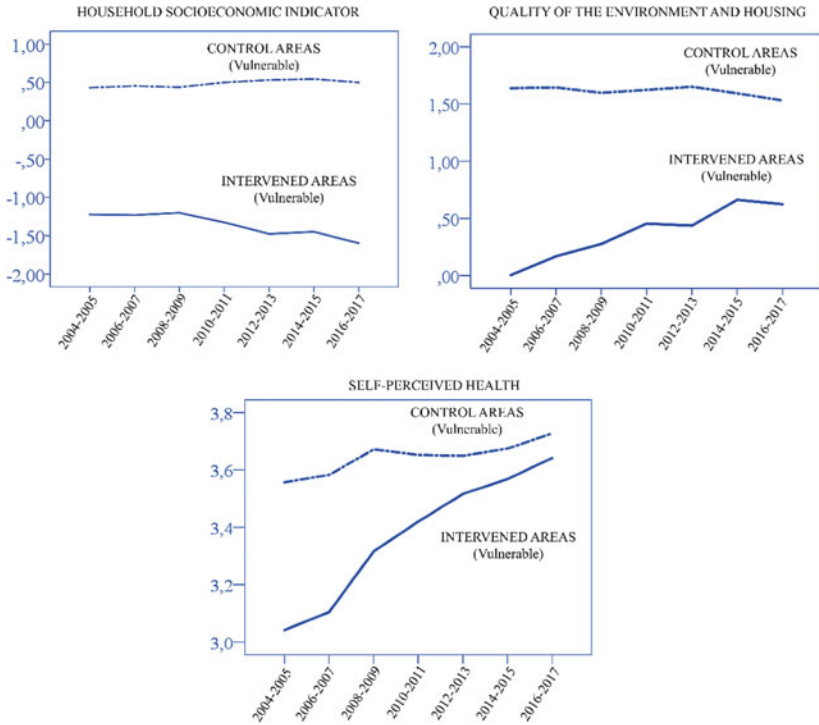 HOUSEHOLD SOCIOECONOMIC INDICATOR
1,00
,50
,00
-,50
-1,00
-1,50
-2,00
CONTROL AREAS
(Vulnerable)
INTERVENED AREAS
(Vulnerable)
2004-2005
2006-2007
2008-2009
2010-2011
2012-2013
2014-2015
2016-2017
QUALITY OF THE ENVIRONMENT AND HOUSING
2,00
1,50
1,00
,50
,00
CONTROL AREAS
(Vulnerable)
INTERVENED AREAS
(Vulnerable)
2004-2005
2006-2007
2008-2009
2010-2011
2012-2013
2014-2015
2016-2017
SELF-PERCEIVED HEALTH
3,8
3,6
3,4
3,2
3,0
CONTROL AREAS
(Vulnerable)
INTERVENED AREAS
(Vulnerable)
2004-2005
2006-2007
2008-2009
2010-2011
2012-2013
2014-2015
2016-2017